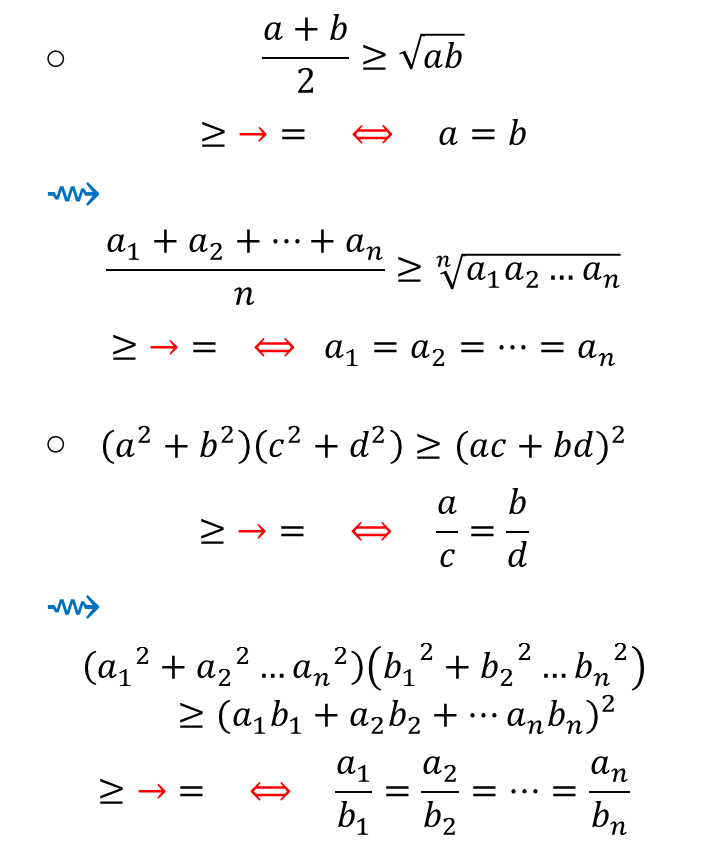 ○ (a + b)/2 ≥ √(ab)
≥ → = ⇔ a = b
⇝
(a₁ + a₂ + ⋯ + aₙ)/n ≥ ⁿ√(a₁a₂ … aₙ)
≥ → = ⇔ a₁ = a₂ = ⋯ = aₙ
○ (a² + b²)(c² + d²) ≥ (ac + bd)²
≥ → = ⇔ a/c = b/d
⇝
(a₁² + a₂² … aₙ²)(b₁² + b₂² … bₙ²)
≥ (a₁b₁ + a₂b₂ + ⋯ aₙbₙ)²
≥ → = ⇔ a₁/b₁ = a₂/b₂ = ⋯ = aₙ/bₙ